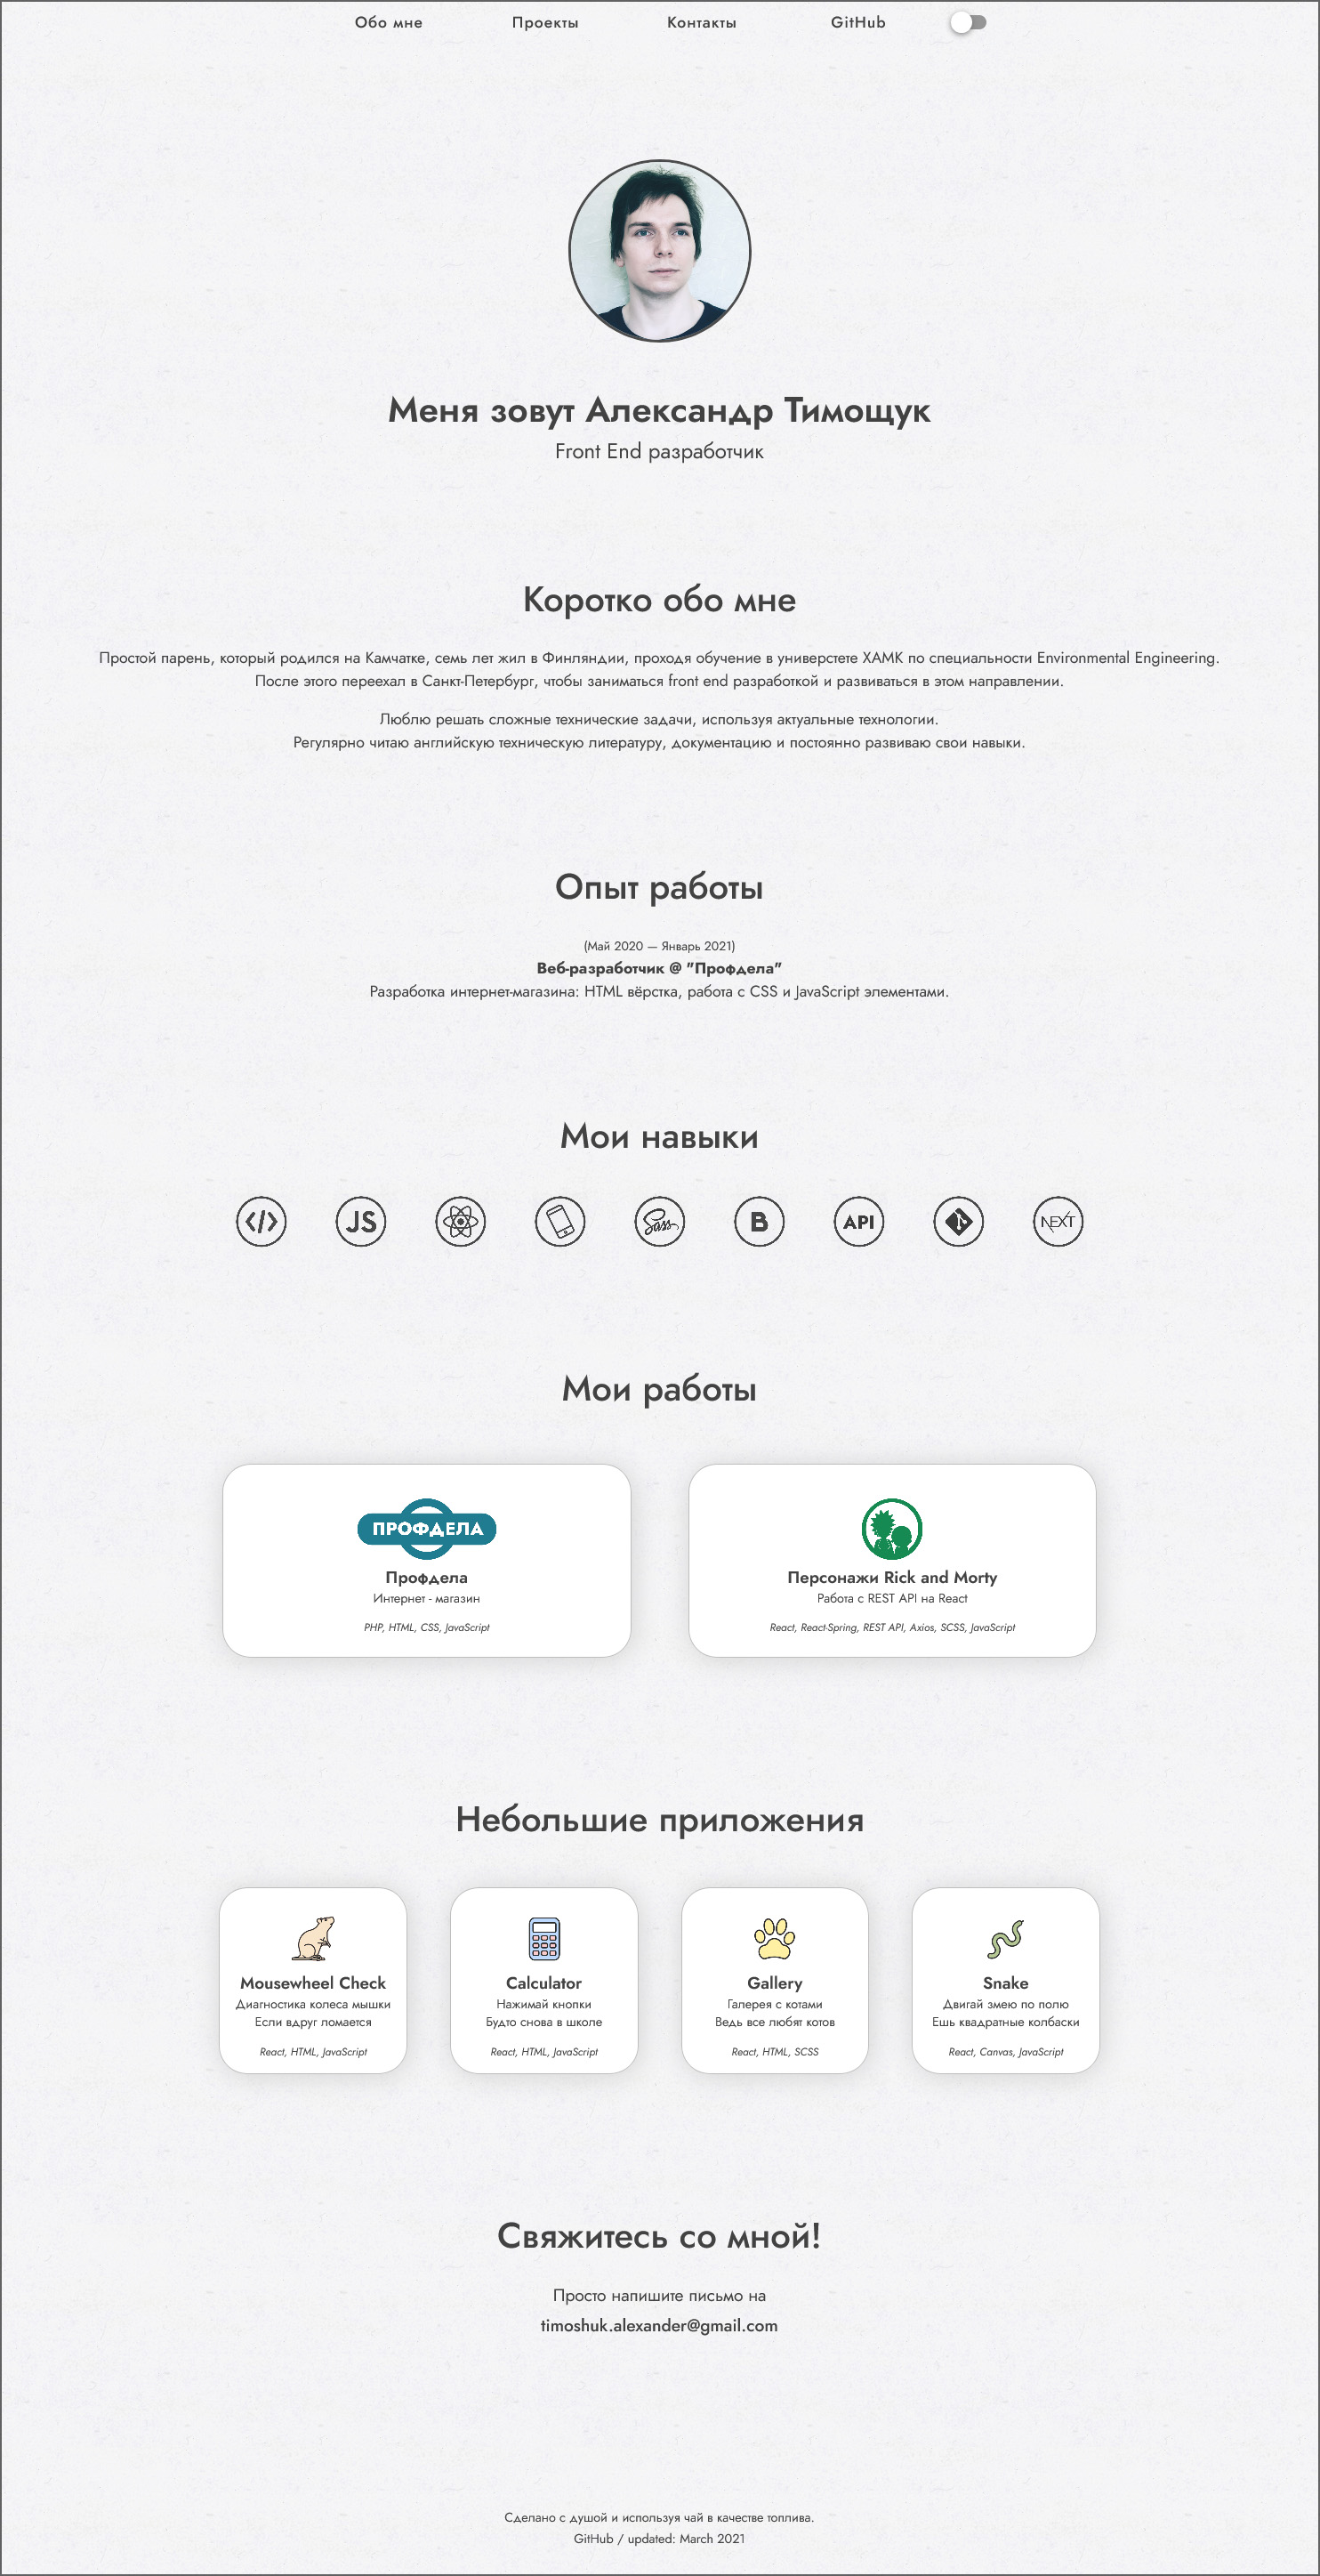 Обо мне
Проекты
Контакты
GitHub
Меня зовут Александр Тимощук
Front End разработчик
Коротко обо мне
Простой парень, который родился на Камчатке, семь лет жил в Финляндии, проходя обучение в универстете XAMK по специальности Environmental Engineering.
После этого переехал в Санкт-Петербург, чтобы заниматься front end разработкой и развиваться в этом направлении.
Люблю решать сложные технические задачи, используя актуальные технологии.
Регулярно читаю английскую техническую литературу, документацию и постоянно развиваю свои навыки.
Опыт работы
(Май 2020 — Январь 2021)
Веб-разработчик @ "Профдела"
Разработка интернет-магазина: HTML вёрстка, работа с CSS и JavaScript элементами.
Мои навыки
</>
JS
Sass
B
API
NEXT
Мои работы
ПРОФДЕЛА
Профдела
Интернет - магазин
PHP, HTML, CSS, JavaScript
Персонажи Rick and Morty
Работа с REST API на React
React, React-Spring, REST API, Axios, SCSS, JavaScript
Небольшие приложения
Mousewheel Check
Диагностика колеса мышки
Если вдруг ломается
React, HTML, JavaScript
Calculator
Нажимай кнопки
Будто снова в школе
React, HTML, JavaScript
Gallery
Галерея с котами
Ведь все любят котов
React, HTML, SCSS
Snake
Двигай змею по полю
Ешь квадратные колбаски
React, Canvas, JavaScript
Свяжитесь со мной!
Просто напишите письмо на
timoshuk.alexander@gmail.com
Сделано с душой и используя чай в качестве топлива.
GitHub / updated: March 2021